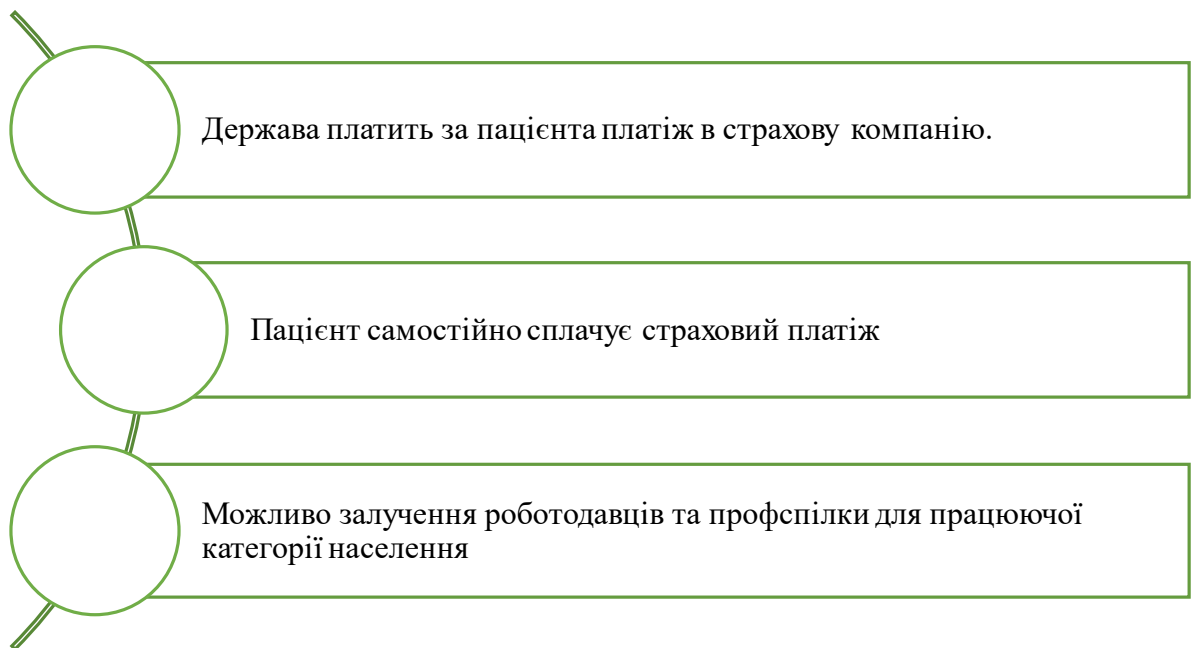 Держава платить за пацієнта платіж в страхову компанію.
Пацієнт самостійно сплачує страховий платіж
Можливо залучення роботодавців та профспілки для працюючої
категорії населення